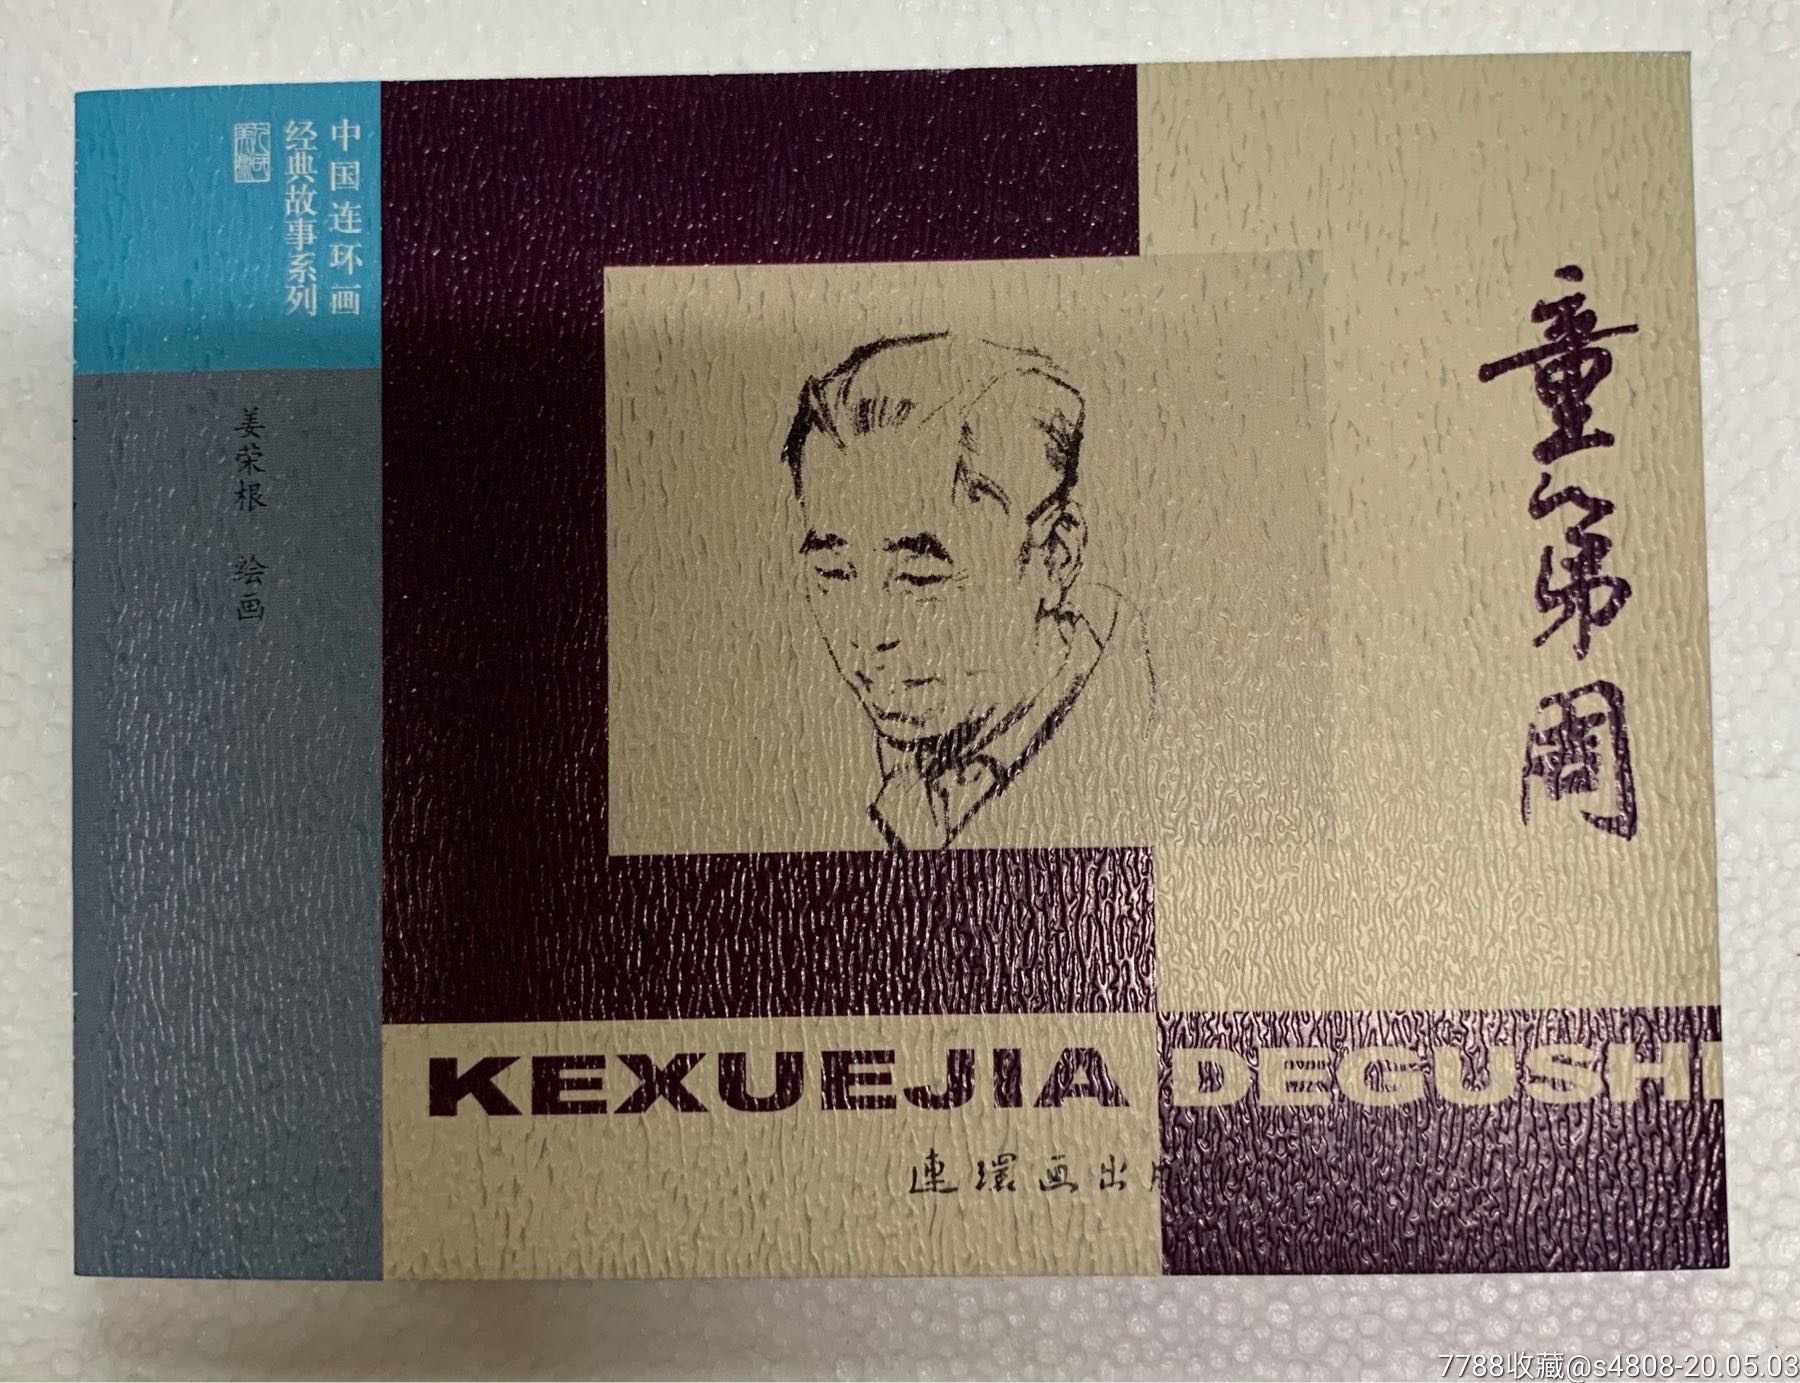 中国连环画
经典故事系列
姜荣根 绘画
童第周
KEXUEJIA DEGUSH
連環画出版
7788收藏@s4808-20.05.03